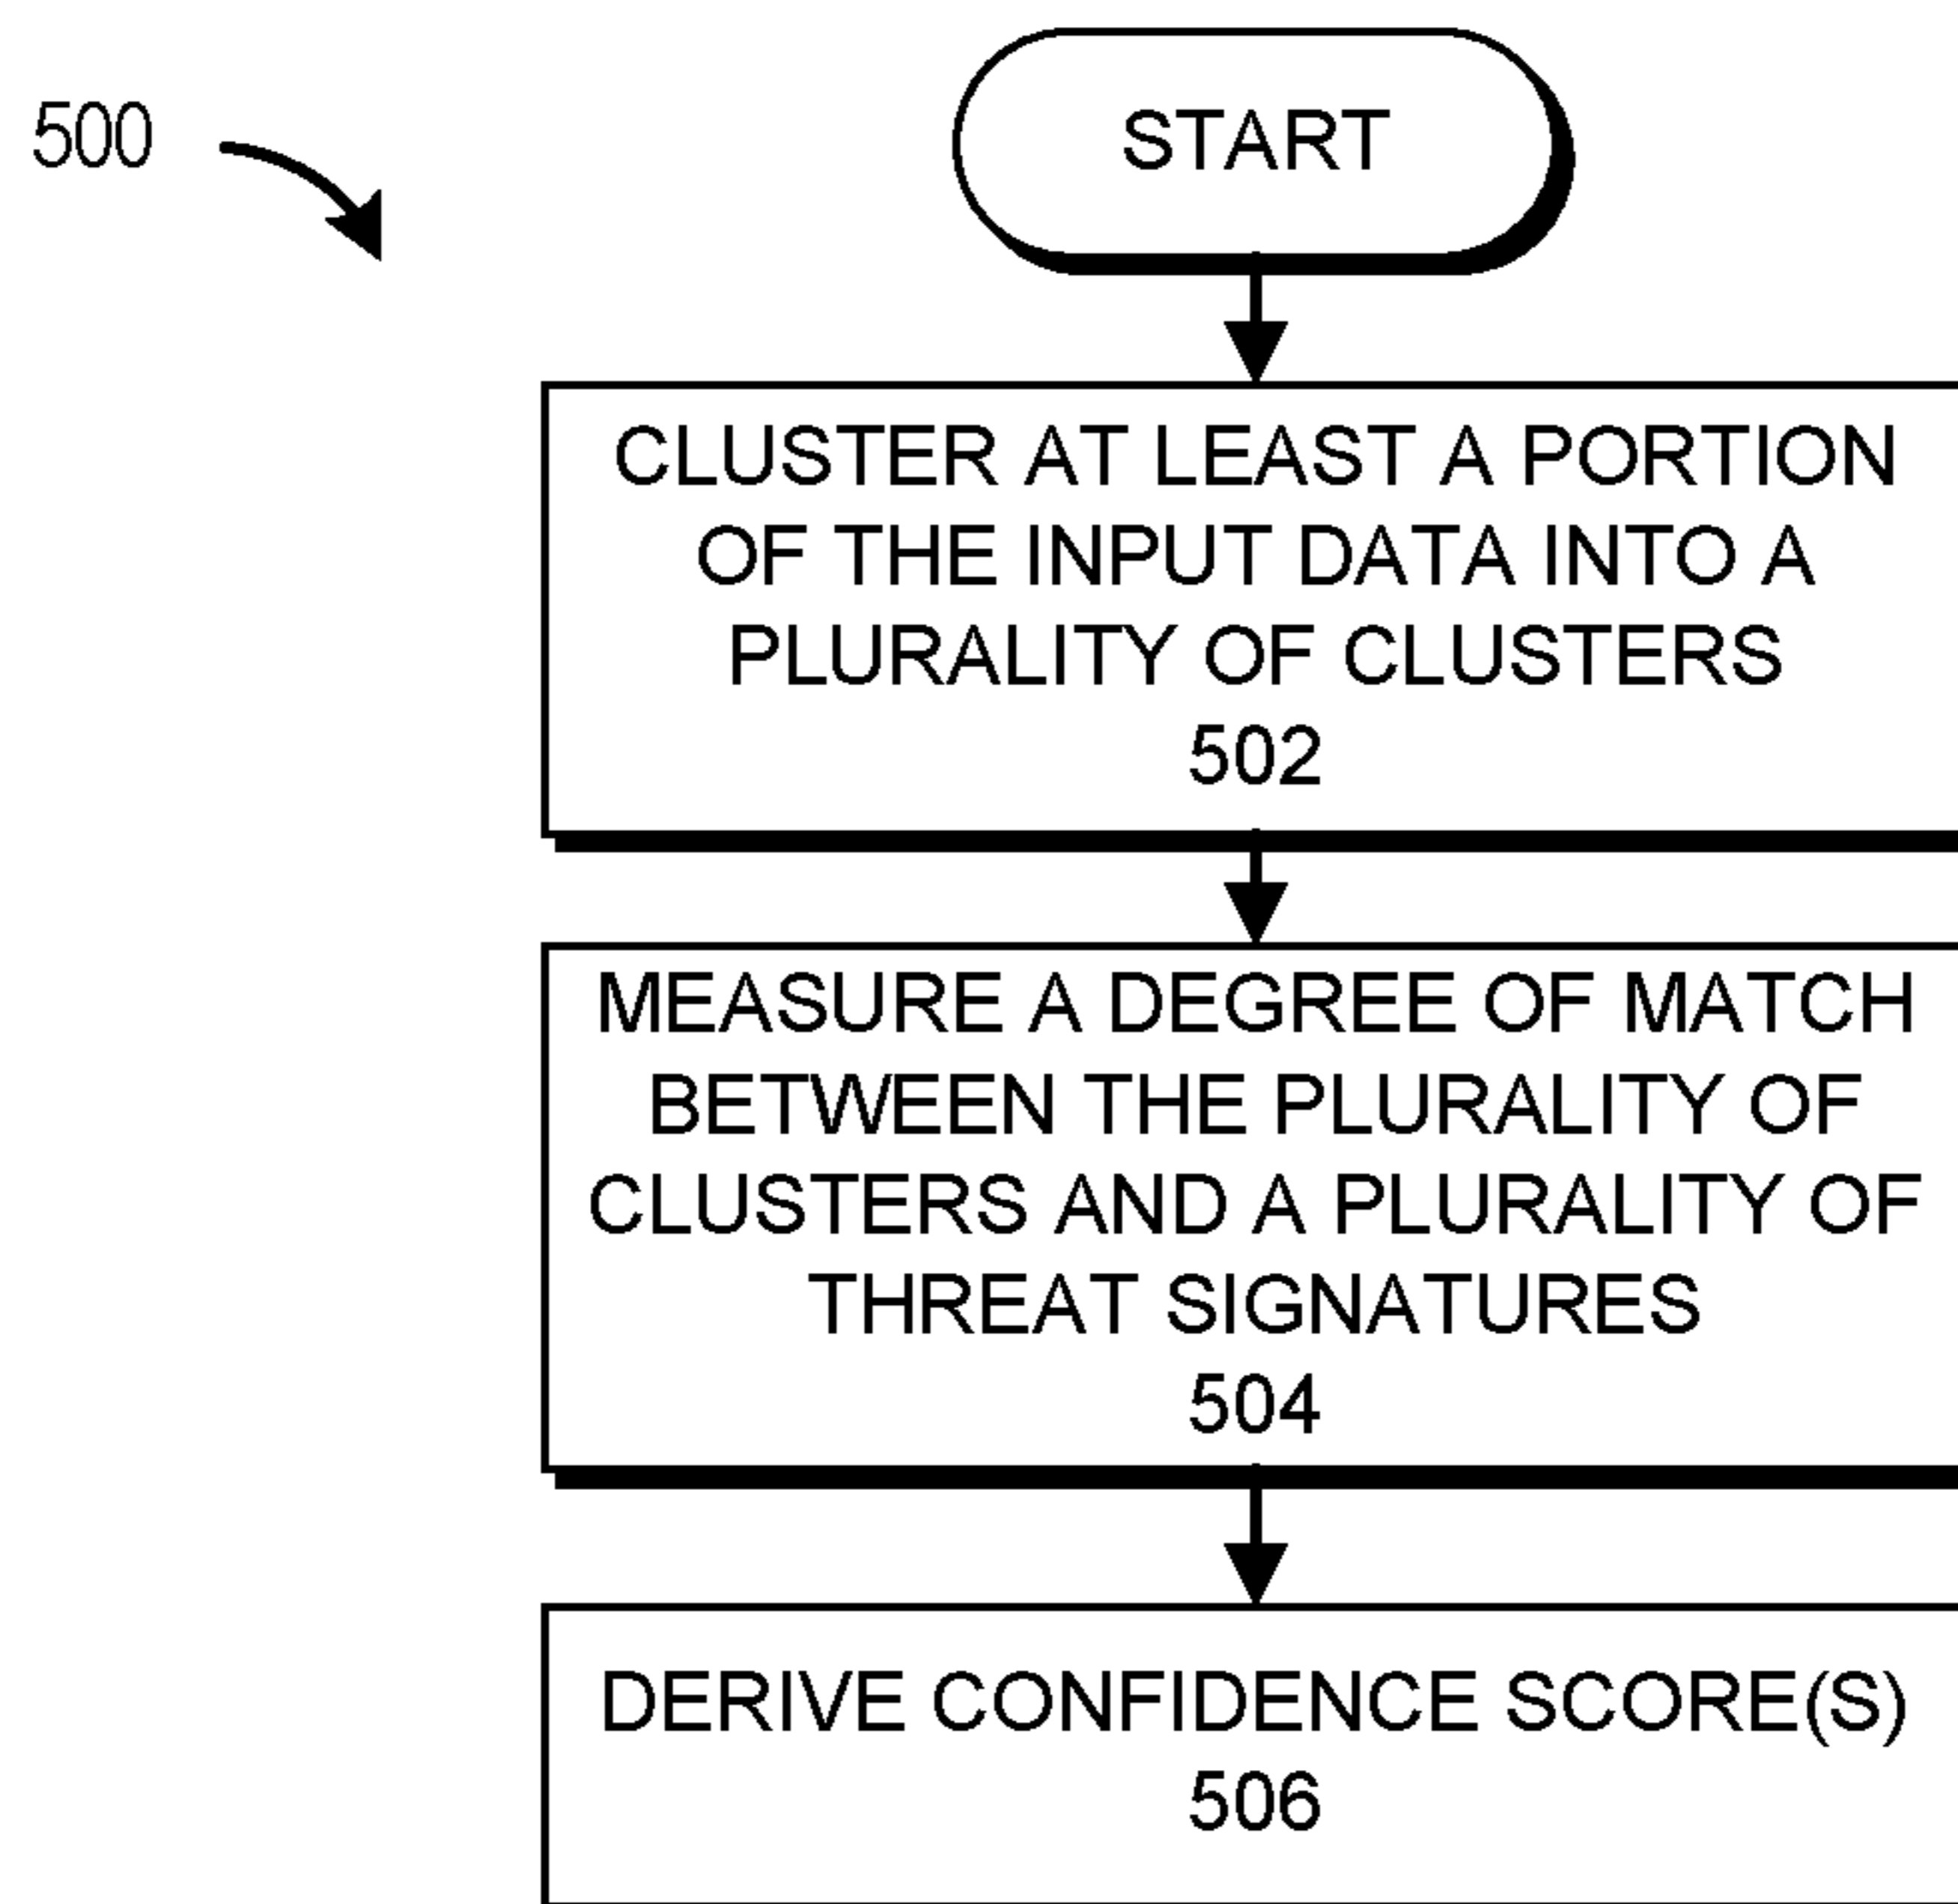 500
START
CLUSTER AT LEAST A PORTION
OF THE INPUT DATA INTO A
PLURALITY OF CLUSTERS
502
MEASURE A DEGREE OF MATCH
BETWEEN THE PLURALITY OF
CLUSTERS AND A PLURALITY OF
THREAT SIGNATURES
504
DERIVE CONFIDENCE SCORE(S)
506